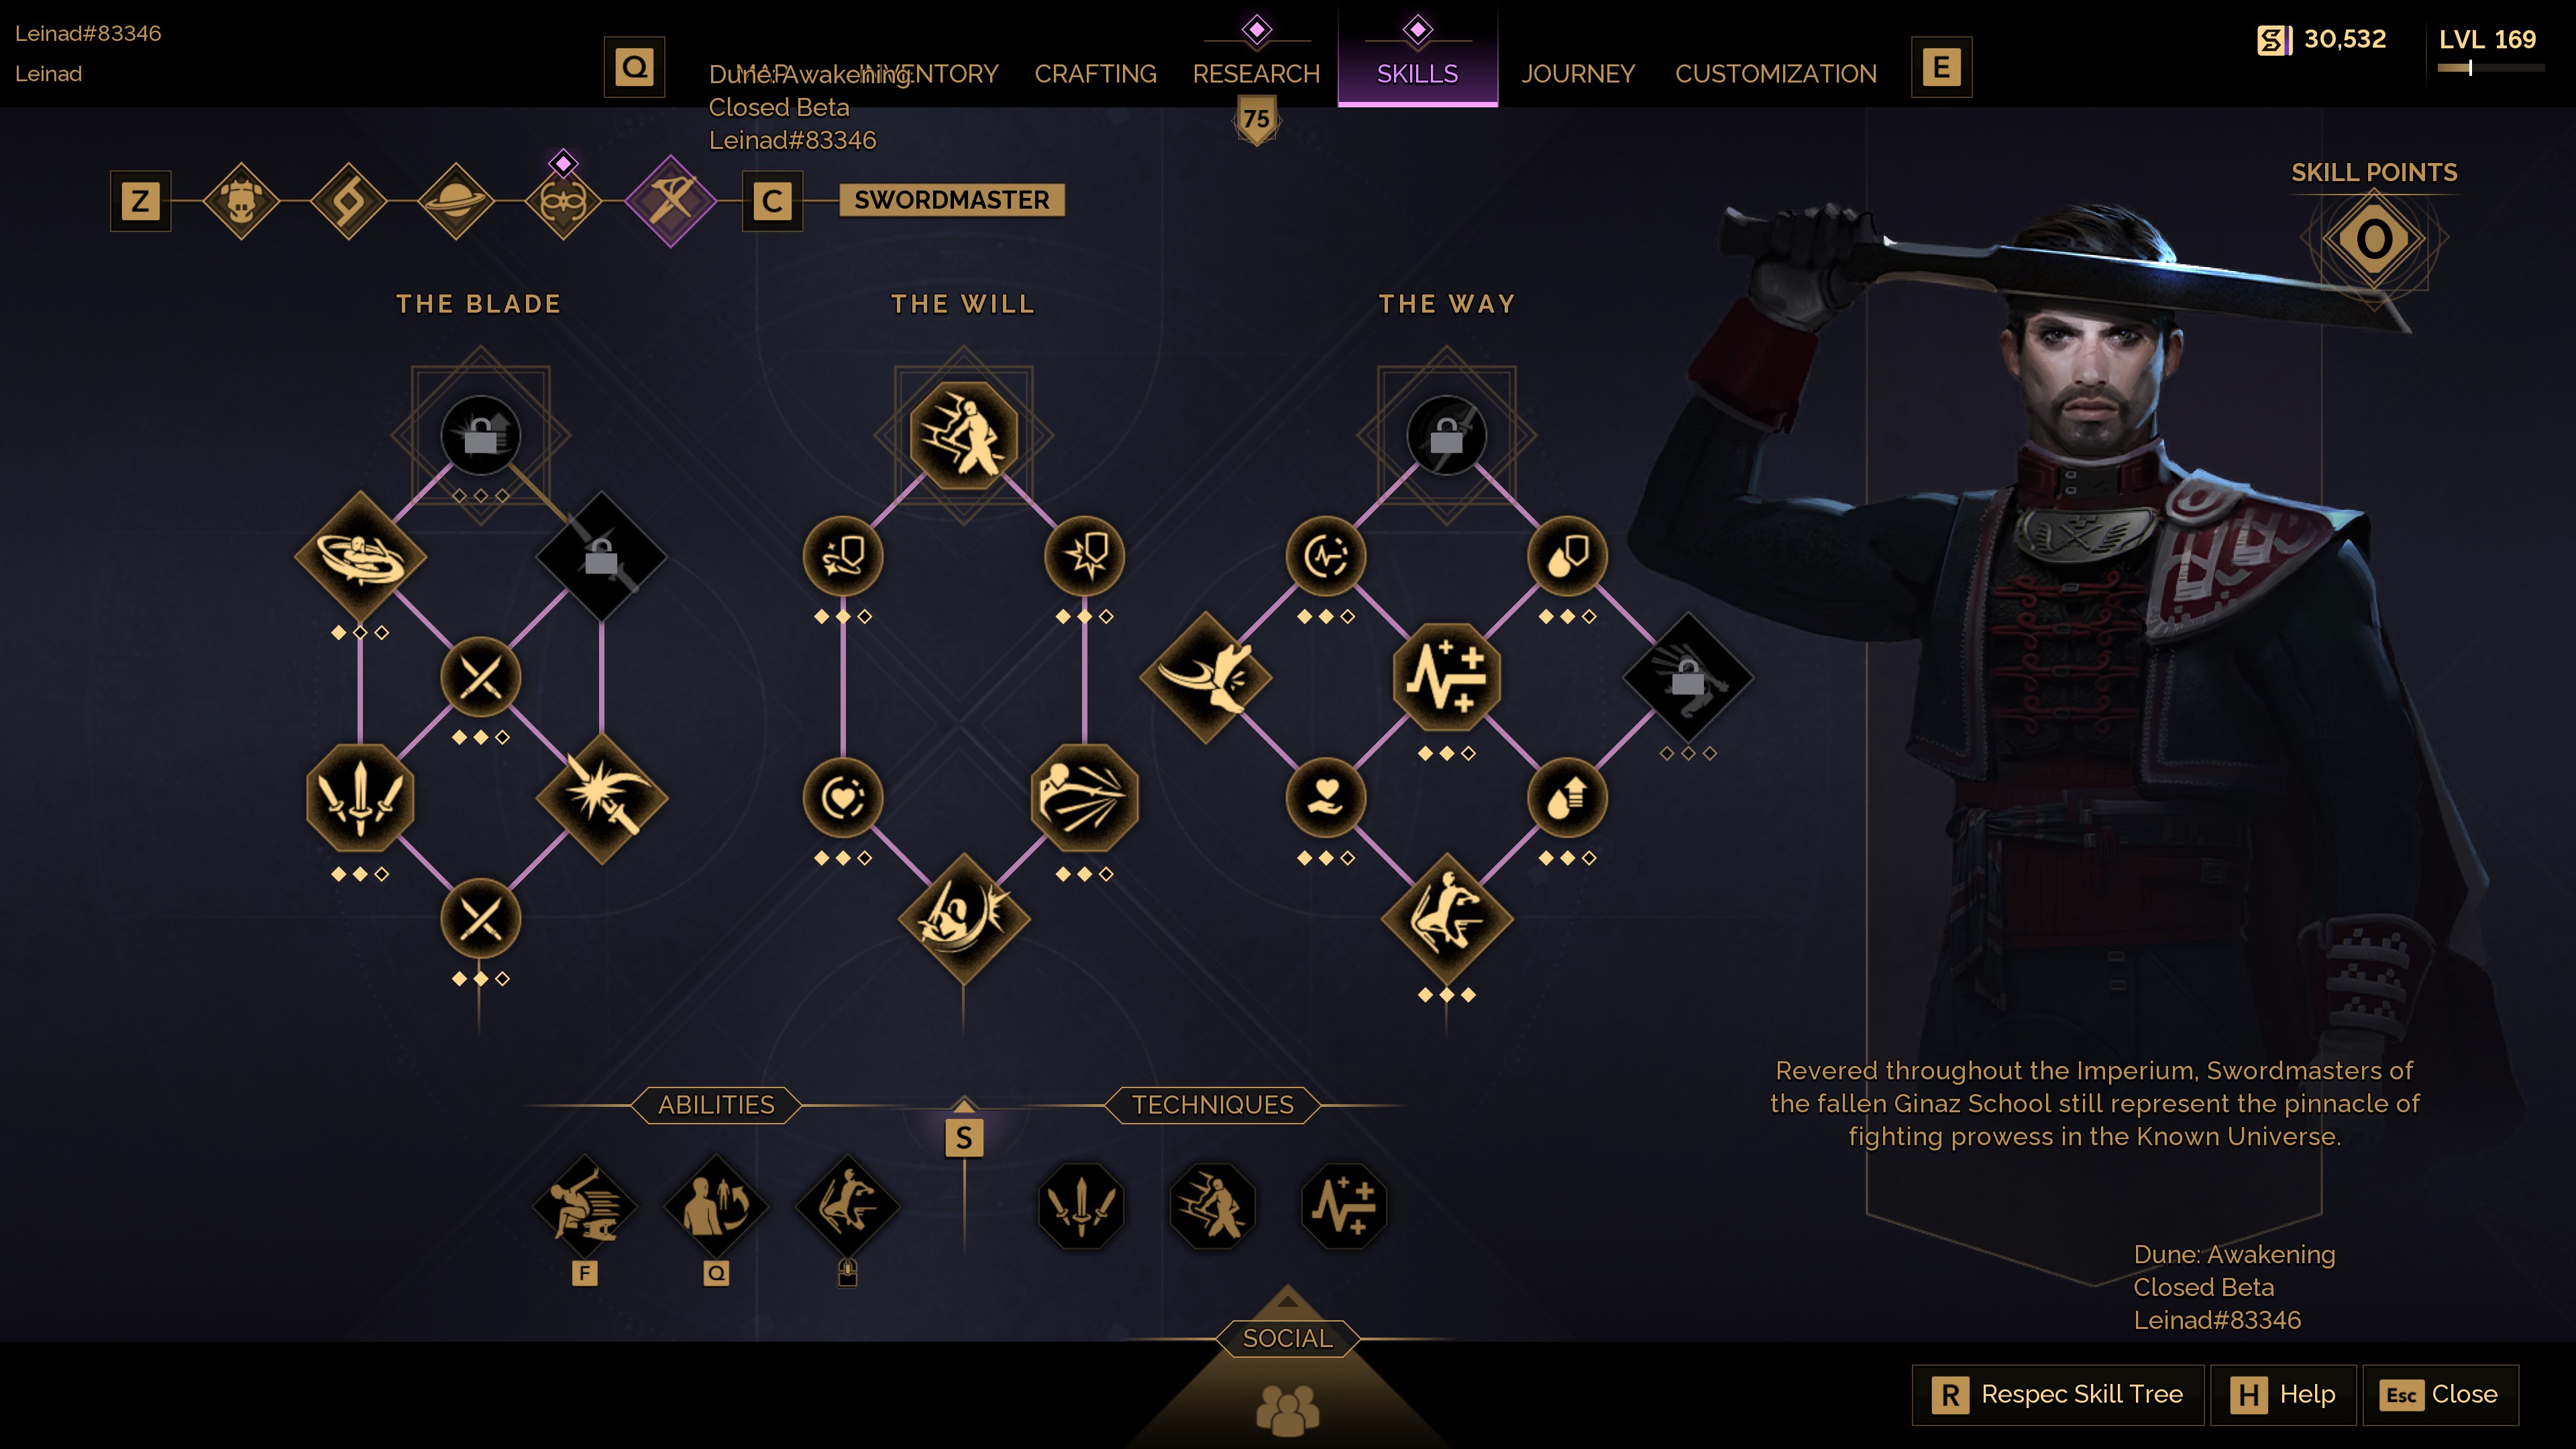 Leinad#83346
Leinad
Q
MAP
INVENTORY
CRAFTING
RESEARCH
SKILLS
JOURNEY
CUSTOMIZATION
E
30,532
LVL 169
Dune: Awakening
Closed Beta
Leinad#83346
75
Z
C
SWORDMASTER
SKILL POINTS
0
THE BLADE
THE WILL
THE WAY
Revered throughout the Imperium, Swordmasters of
the fallen Ginaz School still represent the pinnacle of
fighting prowess in the Known Universe.
ABILITIES
S
TECHNIQUES
F
Q
Dune: Awakening
Closed Beta
Leinad#83346
SOCIAL
R Respec Skill Tree
H Help
Esc Close